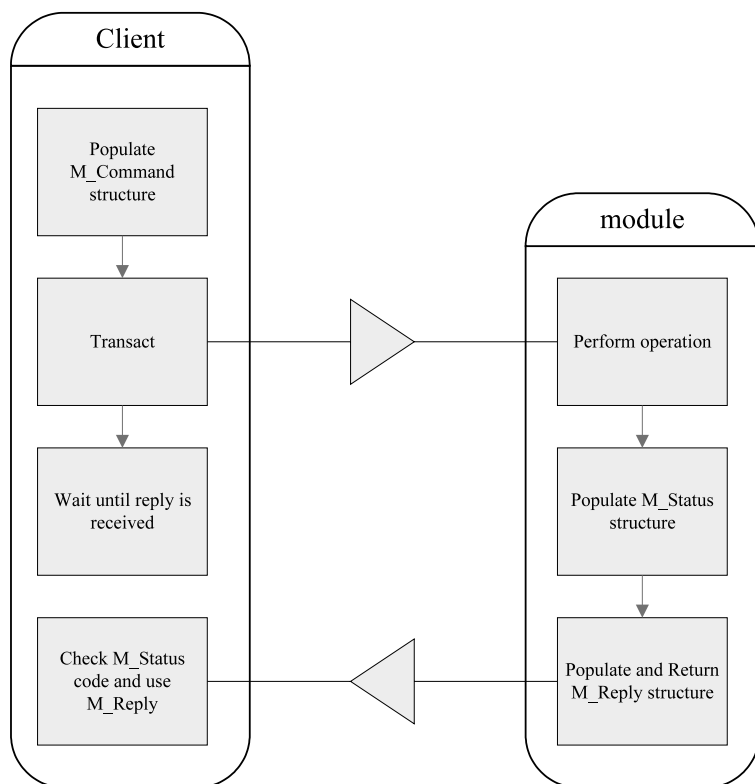 Client
Populate
M_Command
structure
Transact
Wait until reply is
received
Check M_Status
code and use
M_Reply
module
Perform operation
Populate M_Status
structure
Populate and Return
M_Reply structure